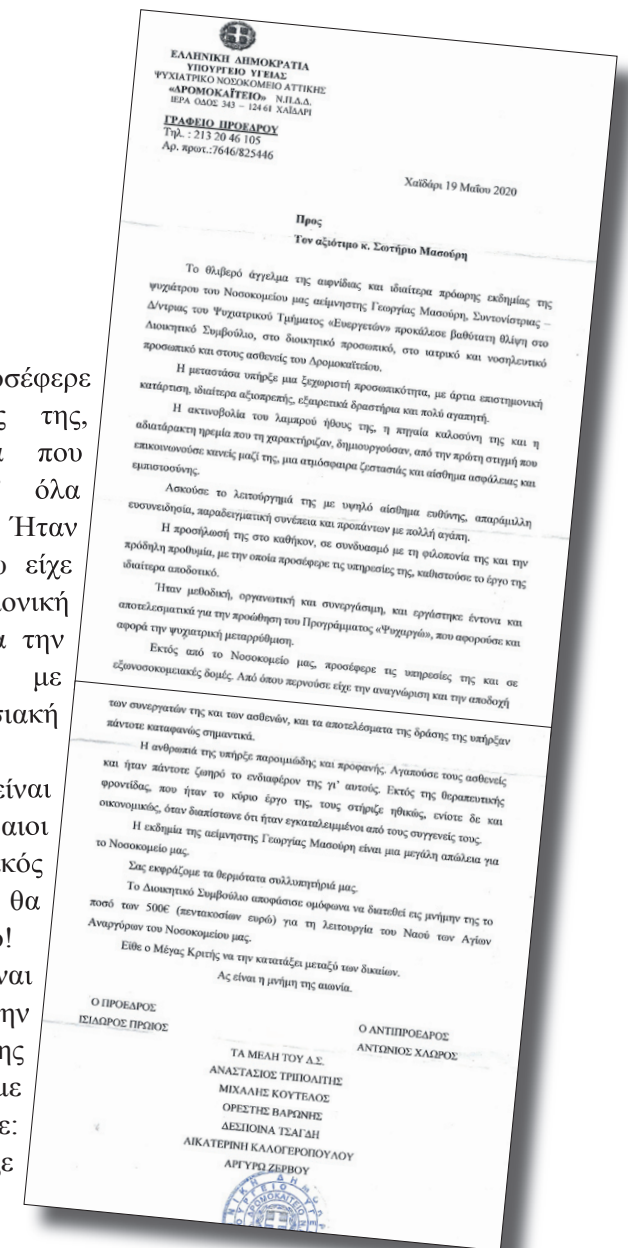 ΕΛΛΗΝΙΚΗ ΔΗΜΟΚΡΑΤΙΑ
ΥΠΟΥΡΓΕΙΟ ΥΓΕΙΑΣ
ΨΥΧΙΑΤΡΙΚΟ ΝΟΣΟΚΟΜΕΙΟ ΑΤΤΙΚΗΣ
«ΔΡΟΜΟΚΑΪΤΕΙΟ» Ν.Π.Δ.Δ.
ΙΕΡΑ ΟΔΟΣ 343 – 124 61 ΧΑΪΔΑΡΙ
ΓΡΑΦΕΙΟ ΠΡΟΕΔΡΟΥ
Τηλ. : 213 20 46 105
Αρ. πρωτ.:7646/825446
Χαϊδάρι 19 Μαΐου 2020
Προς
Τον αξιότιμο κ. Σωτήριο Μασούρη
Το θλιβερό άγγελμα της αιφνίδιας και ιδιαίτερα πρόωρης εκδημίας της
ψυχιάτρου του Νοσοκομείου μας αείμνηστης Γεωργίας Μασούρη, Συντονίστριας –
Δ/ντριας του Ψυχιατρικού Τμήματος «Ευεργετών» προκάλεσε βαθύτατη θλίψη στο
Διοικητικό Συμβούλιο, στο διοικητικό προσωπικό, στο ιατρικό και νοσηλευτικό
προσωπικό και στους ασθενείς του Δρομοκαϊτείου.
Η μεταστάσα υπήρξε μια ξεχωριστή προσωπικότητα, με άρτια επιστημονική
κατάρτιση, ιδιαίτερα αξιοπρεπής, εξαιρετικά δραστήρια και πολύ αγαπητή.
Η ακτινοβολία του λαμπρού ήθους της, η πηγαία καλοσύνη της και η
αδιατάρακτη ηρεμία που τη χαρακτήριζαν, δημιουργούσαν, από την πρώτη στιγμή που
επικοινωνούσε κανείς μαζί της, μια ατμόσφαιρα ζεστασιάς και αίσθημα ασφάλειας και
εμπιστοσύνης.
Ασκούσε το λειτούργημά της με υψηλό αίσθημα ευθύνης, απαράμιλλη
ευσυνειδησία, παραδειγματική συνέπεια και προπάντων με πολλή αγάπη.
Η προσήλωσή της στο καθήκον, σε συνδυασμό με τη φιλοπονία της και την
πρόδηλη προθυμία, με την οποία προσέφερε τις υπηρεσίες της, καθιστούσε το έργο της
ιδιαίτερα αποδοτικό.
Ήταν μεθοδική, οργανωτική και συνεργάσιμη, και εργάστηκε έντονα και
αποτελεσματικά για την προώθηση του Προγράμματος «Ψυχαργώ», που αφορούσε και
αφορά την ψυχιατρική μεταρρύθμιση.
Εκτός από το Νοσοκομείο μας, προσέφερε τις υπηρεσίες της και σε
εξωνοσοκομειακές δομές. Από όπου περνούσε είχε την αναγνώριση και την αποδοχή
των συνεργατών της και των ασθενών, και τα αποτελέσματα της δράσης της υπήρξαν
πάντοτε καταφανώς σημαντικά.
Η ανθρωπιά της υπήρξε παροιμιώδης και προφανής. Αγαπούσε τους ασθενείς
και ήταν πάντοτε ζωηρό το ενδιαφέρον της γι' αυτούς. Εκτός της θεραπευτικής
φροντίδας, που ήταν το κύριο έργο της, τους στήριζε ηθικώς, ενίοτε δε και
οικονομικώς, όταν διαπίστωνε ότι ήταν εγκαταλειμμένοι από τους συγγενείς τους.
Η εκδημία της αείμνηστης Γεωργίας Μασούρη είναι μια μεγάλη απώλεια για
το Νοσοκομείο μας.
Σας εκφράζομε τα θερμότατα συλλυπητήριά μας.
Το Διοικητικό Συμβούλιο αποφάσισε ομόφωνα να διατεθεί εις μνήμην της το
ποσό των 500€ (πεντακοσίων ευρώ) για τη λειτουργία του Ναού των Αγίων
Αναργύρων του Νοσοκομείου μας.
Είθε ο Μέγας Κριτής να την κατατάξει μεταξύ των δικαίων.
Ας είναι η μνήμη της αιωνία.
Ο ΠΡΟΕΔΡΟΣ
ΙΣΙΔΩΡΟΣ ΠΡΩΙΟΣ
Ο ΑΝΤΙΠΡΟΕΔΡΟΣ
ΑΝΤΩΝΙΟΣ ΧΛΩΡΟΣ
ΤΑ ΜΕΛΗ ΤΟΥ Δ.Σ.
ΑΝΑΣΤΑΣΙΟΣ ΤΡΙΠΟΛΙΤΗΣ
ΜΙΧΑΛΗΣ ΚΟΥΤΕΛΟΣ
ΟΡΕΣΤΗΣ ΒΑΡΩΝΗΣ
ΔΕΣΠΟΙΝΑ ΤΣΑΓΔΗ
ΑΙΚΑΤΕΡΙΝΗ ΚΑΛΟΓΕΡΟΠΟΥΛΟΥ
ΑΡΓΥΡΩ ΖΕΡΒΟΥ
ΔΡΟΜΟΚΑΪΤΕΙΟ
της,
που
όλα
Ήταν
είχε
την
με
είναι
θα